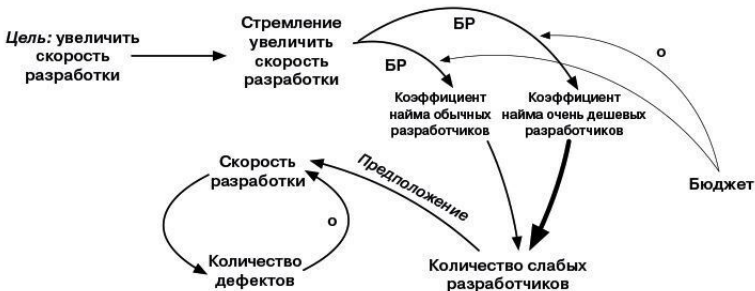 Цель: увеличить
скорость
разработки
Стремление
увеличить
скорость
разработки
БР
БР
о
Коэффициент
найма обычных
разработчиков
Коэффициент
найма очень дешевых
разработчиков
Бюджет
Скорость
разработки
Предположение
о
Количество
дефектов
Количество слабых
разработчиков